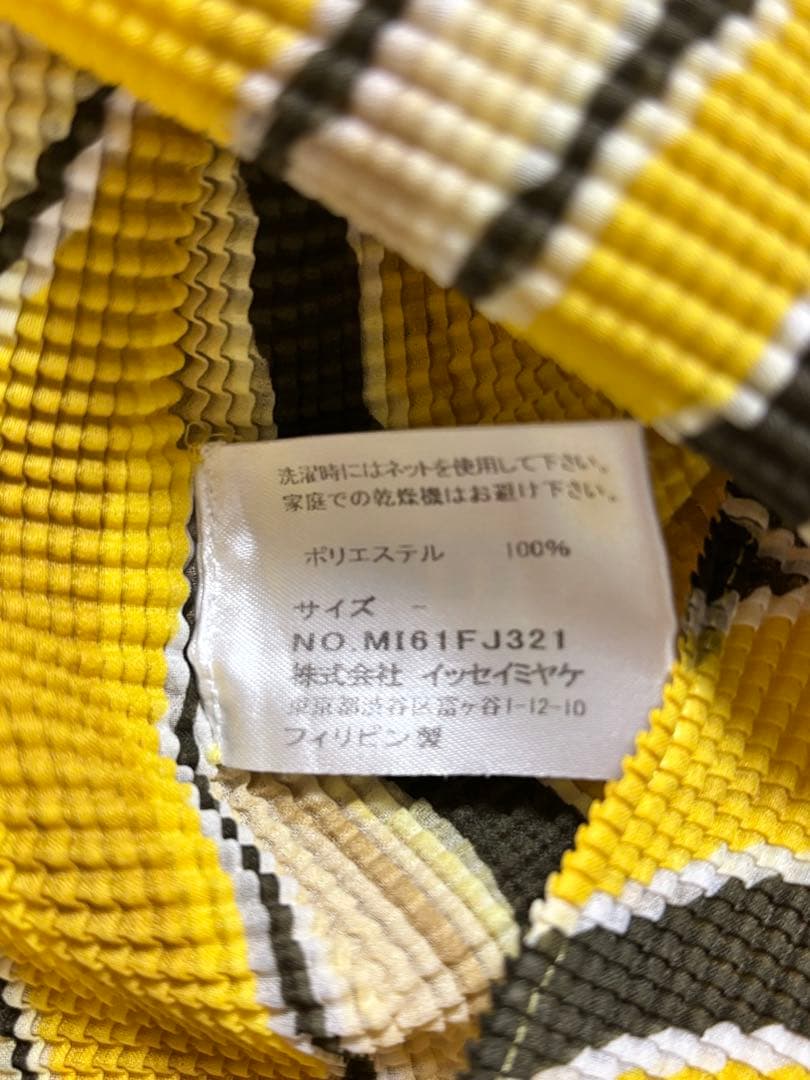 洗濯時にはネットを使用して下さい。
家庭での乾燥機はお避け下さい。
ポリエステル 100%
サイズ -
NO.MI61FJ321
株式会社 イッセイミヤケ
東京都渋谷区富ヶ谷1-12-10
フィリピン製